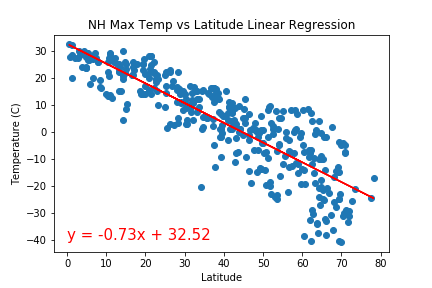 NH Max Temp vs Latitude Linear Regression
Temperature (C)
30
20
10
0
−10
−20
−30
−40
y = -0.73x + 32.52
0 10 20 30 40 50 60 70 80
Latitude